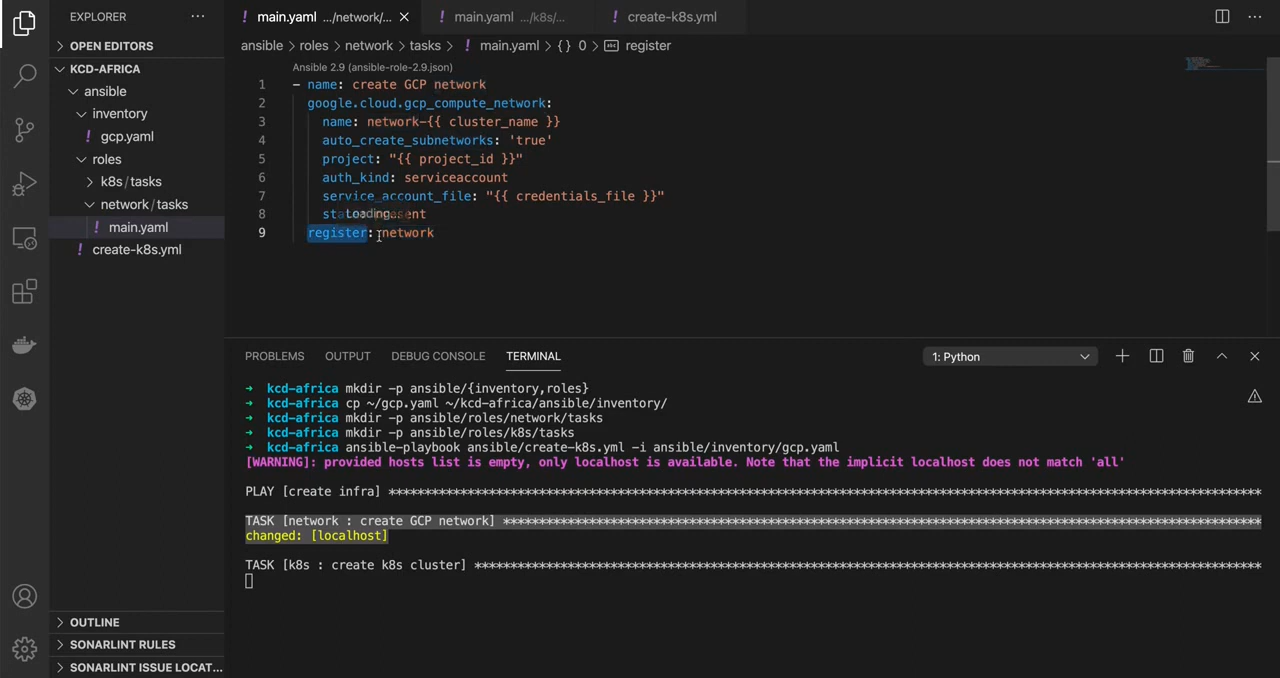 EXPLORER ···
OPEN EDITORS
KCD-AFRICA
ansible
inventory
! gcp.yaml
roles
k8s / tasks
network / tasks
! main.yaml
! create-k8s.yml
OUTLINE
SONARLINT RULES
SONARLINT ISSUE LOCAT...
! main.yaml .../network/... ×
! main.yaml .../k8s/...
! create-k8s.yml
ansible > roles > network > tasks > ! main.yaml > {} 0 > abc register
Ansible 2.9 (ansible-role-2.9.json)
1 - name: create GCP network
2 google.cloud.gcp_compute_network:
3 name: network-{{ cluster_name }}
4 auto_create_subnetworks: 'true'
5 project: "{{ project_id }}"
6 auth_kind: serviceaccount
7 service_account_file: "{{ credentials_file }}"
8 Loading...
9 register: network
PROBLEMS OUTPUT DEBUG CONSOLE TERMINAL 1: Python
→ kcd-africa mkdir -p ansible/{inventory,roles}
→ kcd-africa cp ~/gcp.yaml ~/kcd-africa/ansible/inventory/
→ kcd-africa mkdir -p ansible/roles/network/tasks
→ kcd-africa mkdir -p ansible/roles/k8s/tasks
→ kcd-africa ansible-playbook ansible/create-k8s.yml -i ansible/inventory/gcp.yaml
[WARNING]: provided hosts list is empty, only localhost is available. Note that the implicit localhost does not match 'all'
PLAY [create infra] ************************************************************
TASK [network : create GCP network] ************************************************************
changed: [localhost]
TASK [k8s : create k8s cluster] ************************************************************